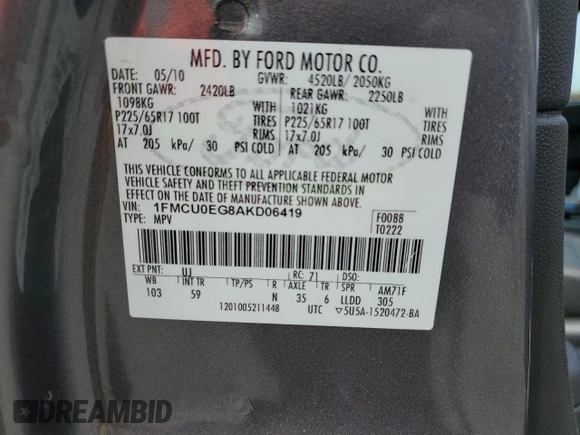 MFD. BY FORD MOTOR CO.
DATE: 05/10 GVWR: 4520LB/ 2050KG
FRONT GAWR: 2420LB REAR GAWR: 2250LB
1098KG WITH 1021KG WITH
P225/65R17 100T TIRES P225/65R17 100T TIRES
17x7.0J RIMS 17x7.0J RIMS
AT 205 kPa/ 30 PSI COLD AT 205 kPa/ 30 PSI COLD
THIS VEHICLE CONFORMS TO ALL APPLICABLE FEDERAL MOTOR
VEHICLE SAFETY AND THEFT PREVENTION STANDARDS IN
EFFECT ON THE DATE OF MANUFACTURE SHOWN ABOVE.
VIN: 1FMCU0EG8AKD06419 F0088
TYPE: MPV T0222
EXT PNT: UJ RC: 71 DSO:
WB INT TR TP/PS R AXLE TR SPR AM71F
103 59 N 35 6 LLDD 305
1201005211448 UTC ▽5U5A-1520472-BA
DREAMBID